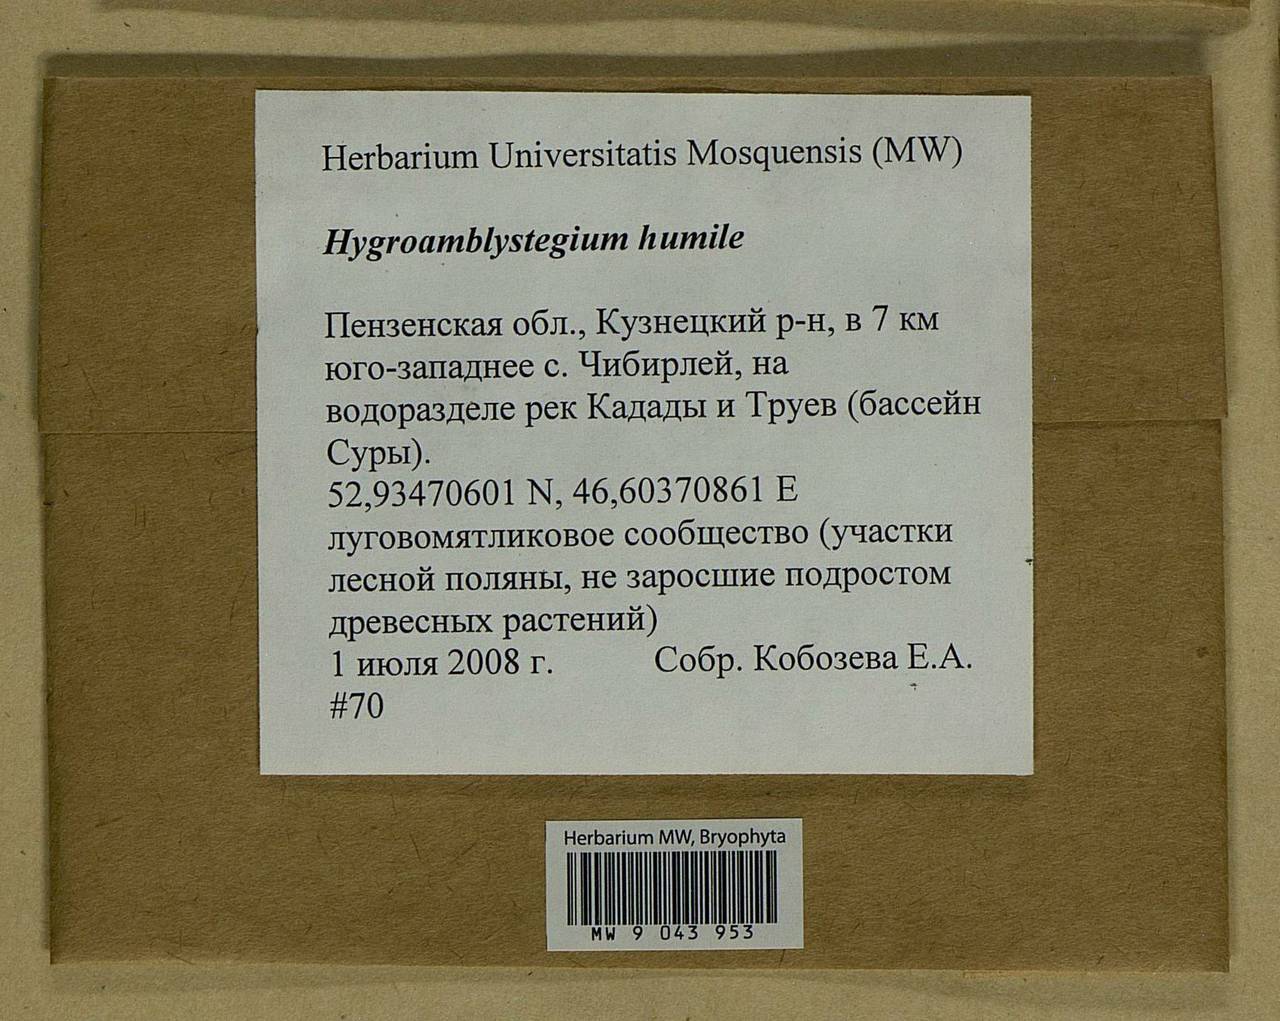 Herbarium Universitatis Mosquensis (MW)
Hygroamblystegium humile
Пензенская обл., Кузнецкий р-н, в 7 км
юго-западнее с. Чибирлей, на
водоразделе рек Кадады и Труев (бассейн
Суры).
52,93470601 N, 46,60370861 E
луговомятликовое сообщество (участки
лесной поляны, не заросшие подростом
древесных растений)
1 июля 2008 г. Собр. Кобозева Е.А.
#70
Herbarium MW, Bryophyta
MW 9 043 953